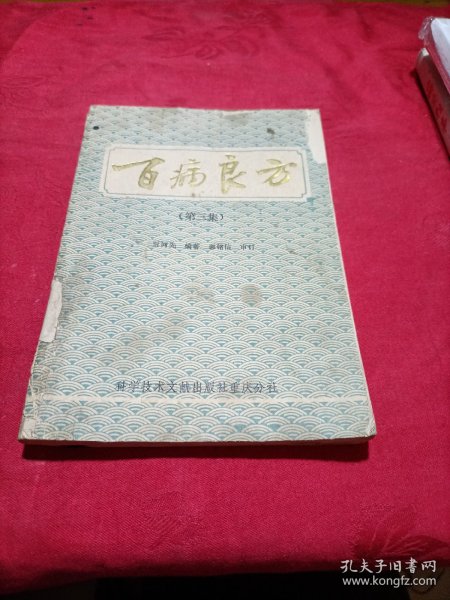 百病良方
（第三集）
编著 审订
科学技术文献出版社重庆分社
孔夫子旧书网
www.kongfz.com